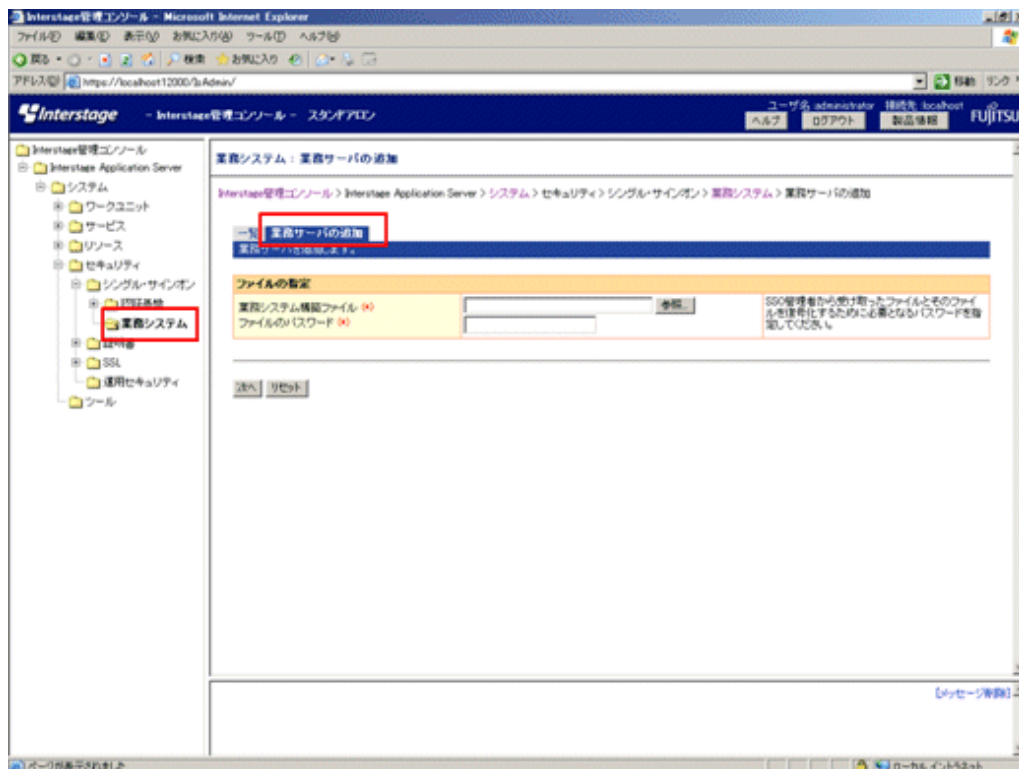 Interstage管理コンソール - Microsoft Internet Explorer
ファイル(F) 編集(E) 表示(V) お気に入り(A) ツール(T) ヘルプ(H)
戻る 検索 お気に入り
アドレス(D) https://localhost:12000/IsAdmin/ 移動 リンク
Interstage - Interstage管理コンソール - スタンドアロン
ユーザ名:administrator 接続先:localhost
ヘルプ ログアウト 製品情報 FUJITSU
Interstage管理コンソール
Interstage Application Server
システム
ワークユニット
サービス
リソース
セキュリティ
シングル・サインオン
認証基盤
業務システム
証明書
SSL
運用セキュリティ
ツール
業務システム : 業務サーバの追加
Interstage管理コンソール > Interstage Application Server > システム > セキュリティ > シングル・サインオン > 業務システム > 業務サーバの追加
一覧 業務サーバの追加
業務サーバを追加します。
ファイルの指定
業務システム構築ファイル (*) 参照...
ファイルのパスワード (*)
SSO管理者から受け取ったファイルとそのファイ
ルを復号化するために必要となるパスワードを指
定してください。
次へ リセット
[メッセージ削除]
ページが表示されました
ローカル イントラネット